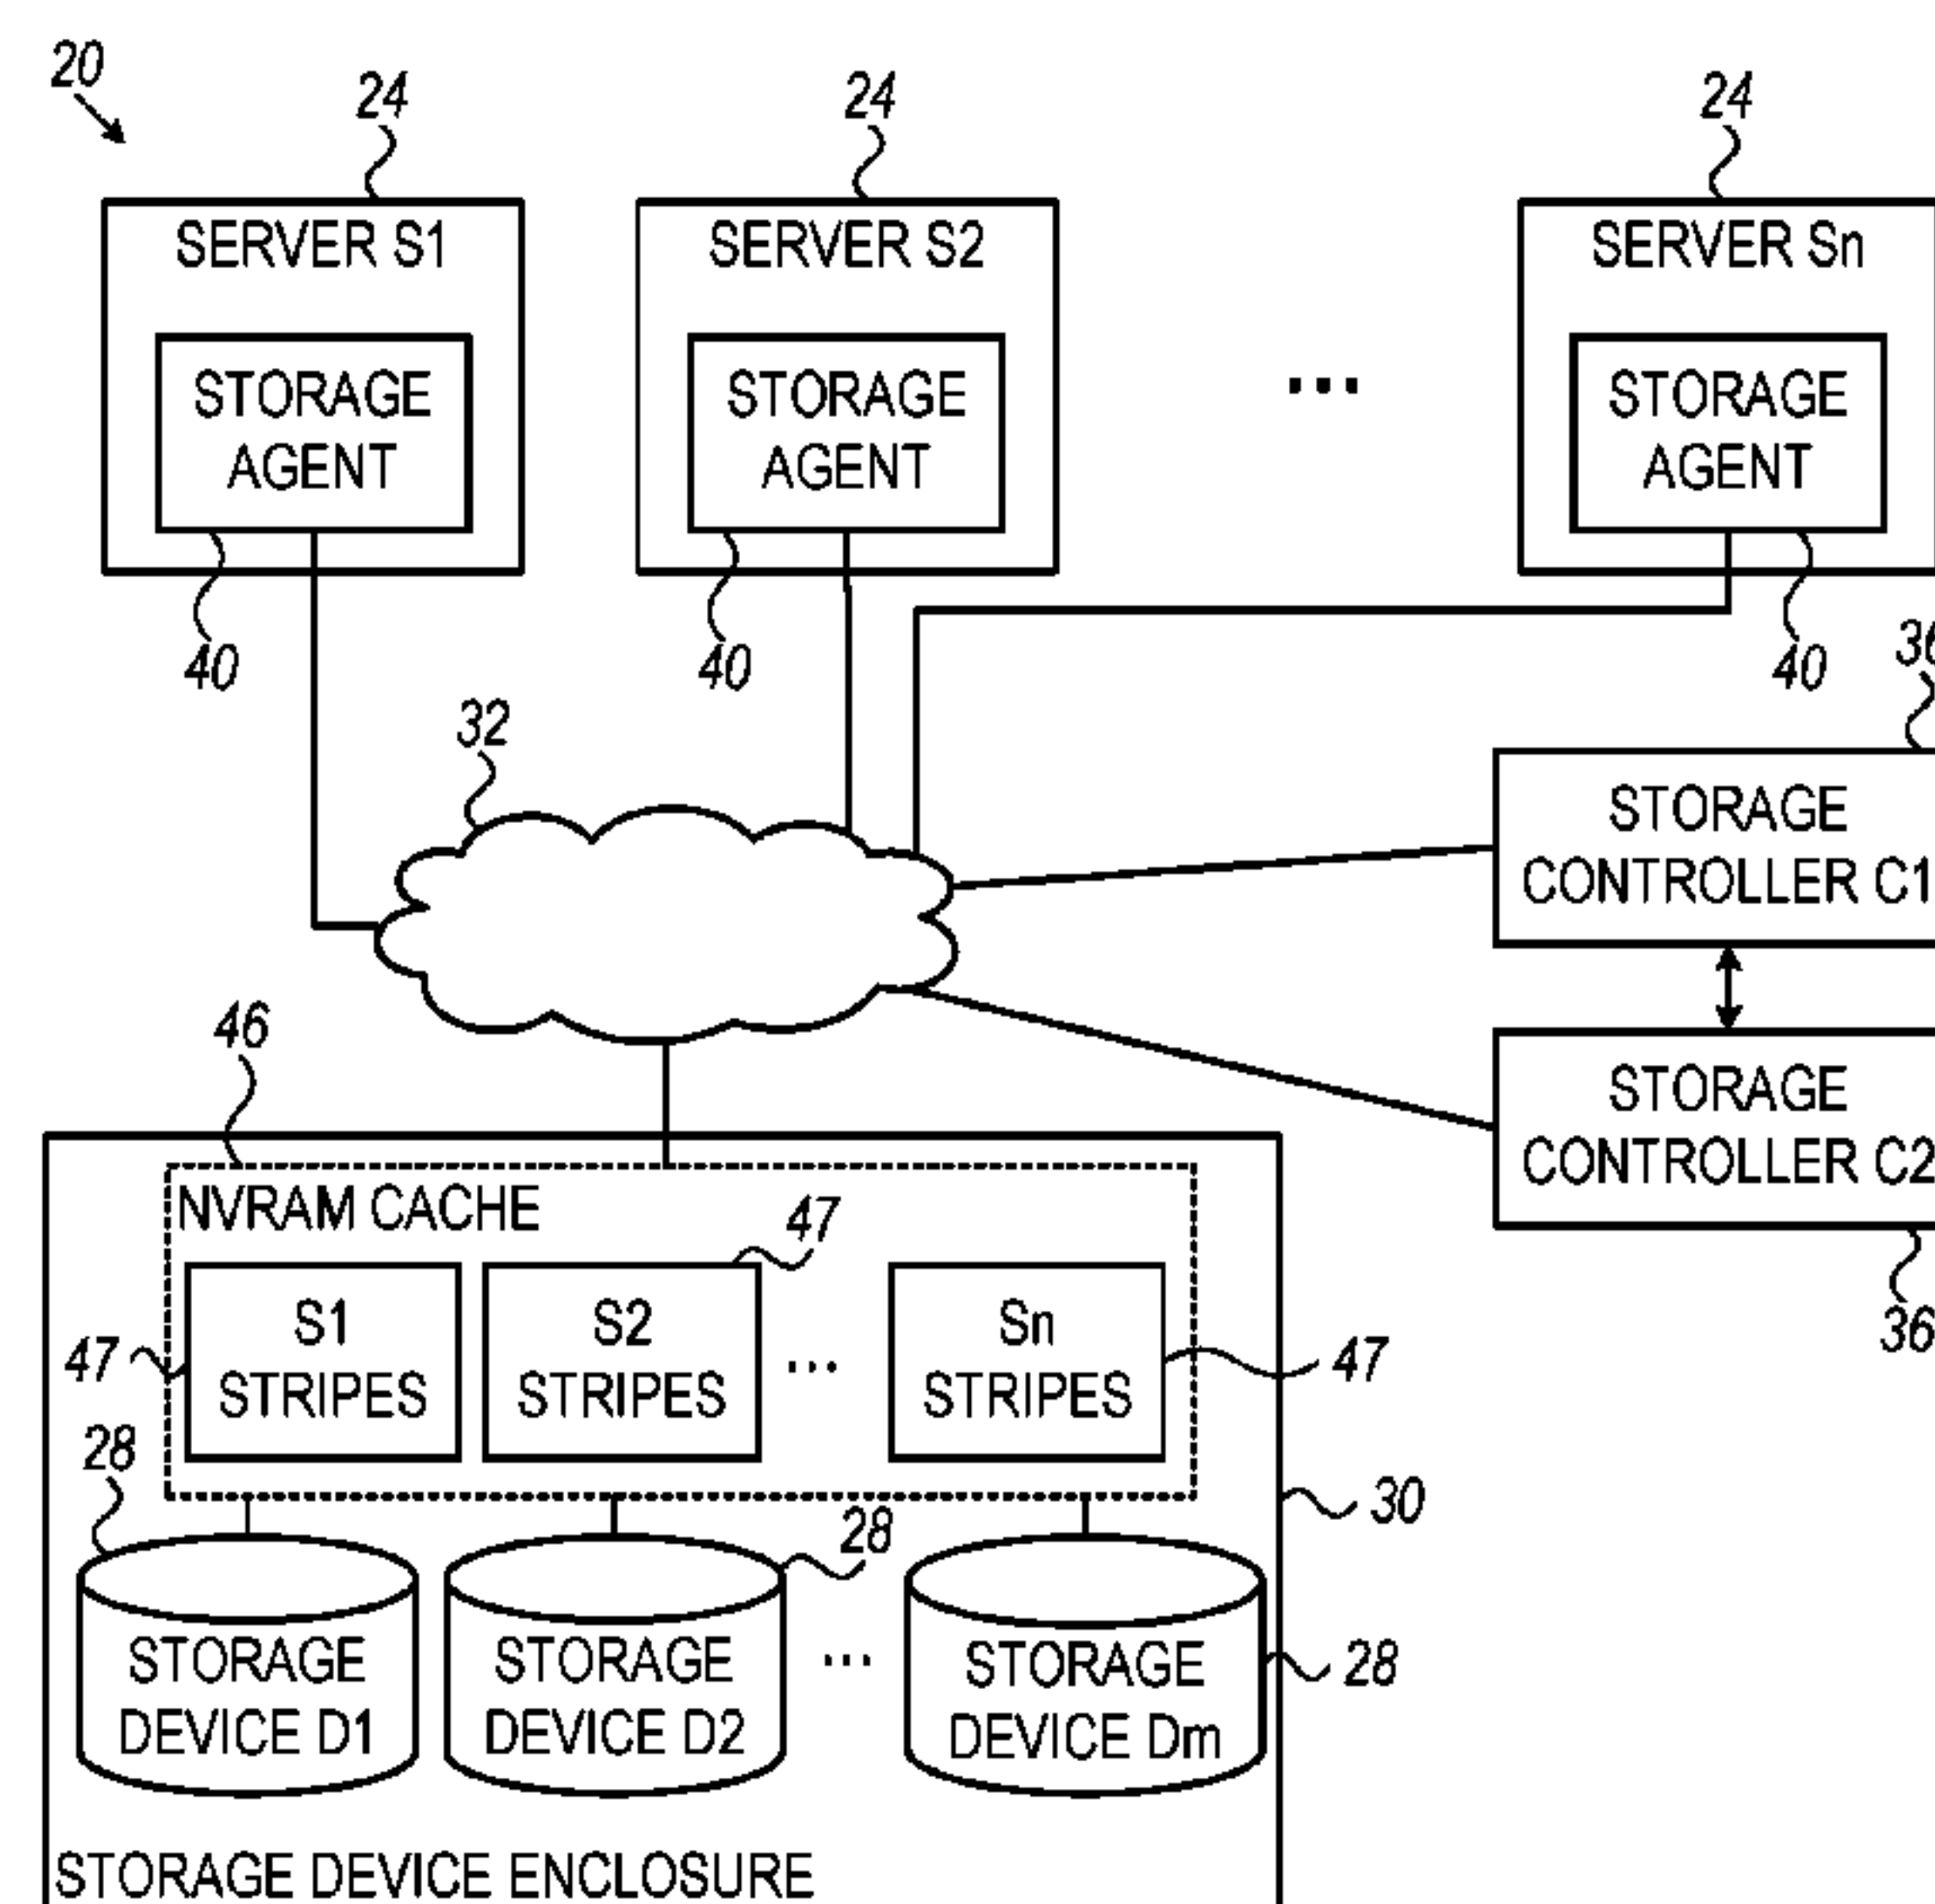 20
24
24
24
SERVER S1
SERVER S2
SERVER Sn
STORAGE
AGENT
STORAGE
AGENT
...
STORAGE
AGENT
40
40
40
36
32
STORAGE
CONTROLLER C1
46
STORAGE
CONTROLLER C2
36
NVRAM CACHE
47
S1
STRIPES
S2
STRIPES
...
Sn
STRIPES
47
47
28
30
28
STORAGE
DEVICE D1
STORAGE
DEVICE D2
...
STORAGE
DEVICE Dm
28
STORAGE DEVICE ENCLOSURE